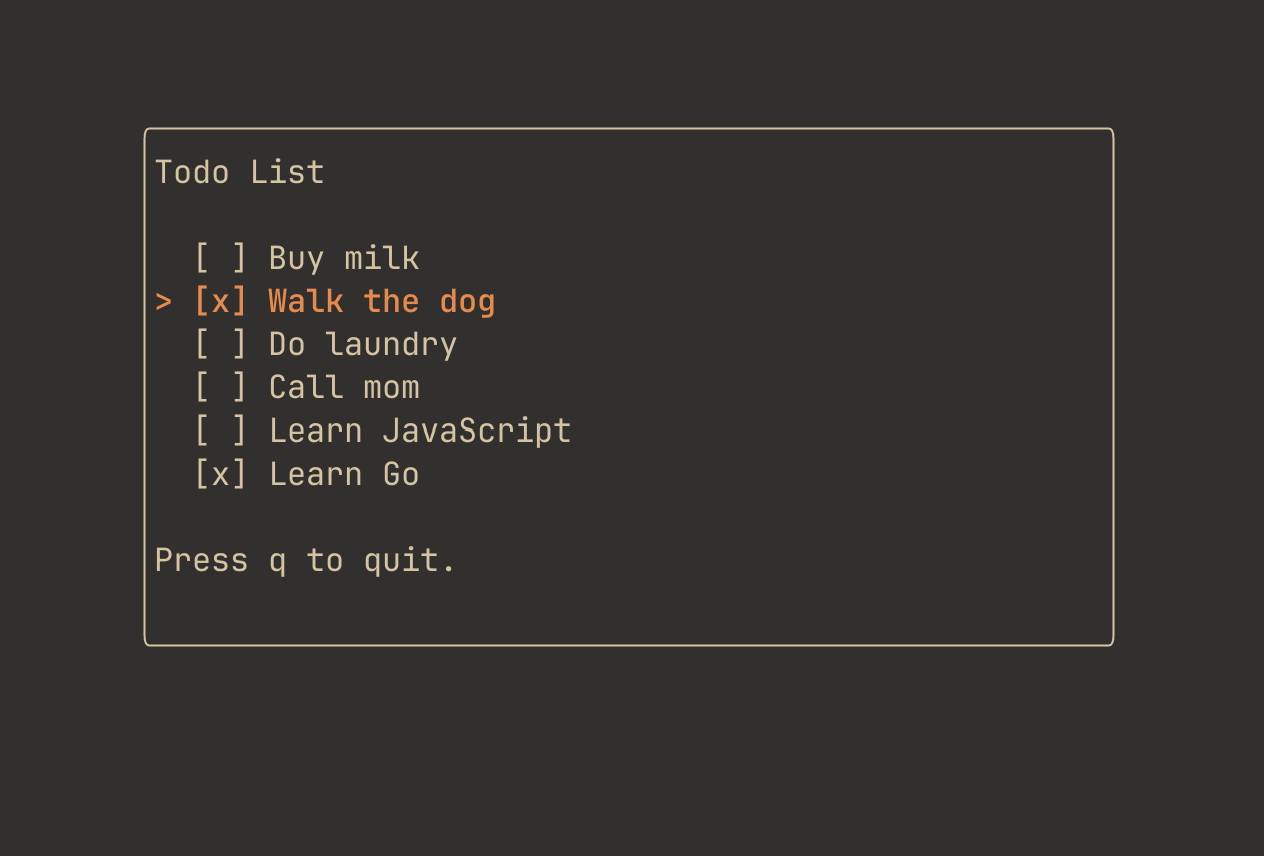 Todo List
[ ] Buy milk
> [x] Walk the dog
[ ] Do laundry
[ ] Call mom
[ ] Learn JavaScript
[x] Learn Go
Press q to quit.